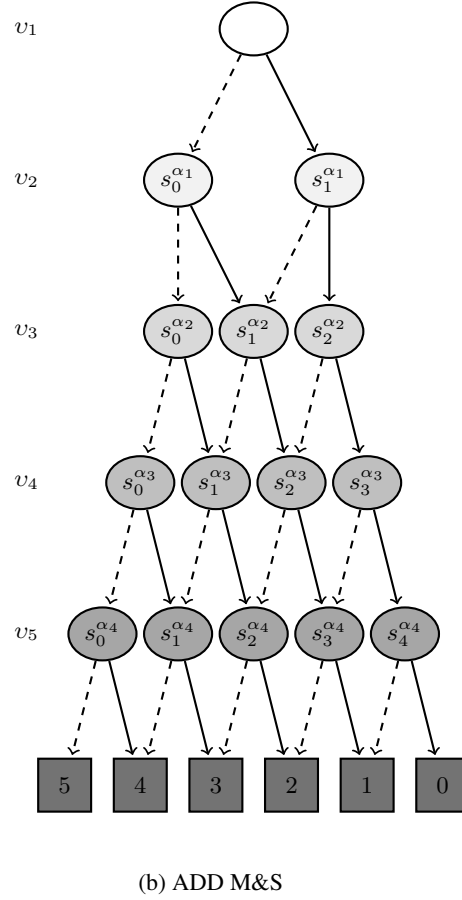 υ₁
υ₂ s₀^α₁ s₁^α₁
υ₃ s₀^α₂ s₁^α₂ s₂^α₂
υ₄ s₀^α₃ s₁^α₃ s₂^α₃ s₃^α₃
υ₅ s₀^α₄ s₁^α₄ s₂^α₄ s₃^α₄ s₄^α₄
5 4 3 2 1 0
(b) ADD M&S